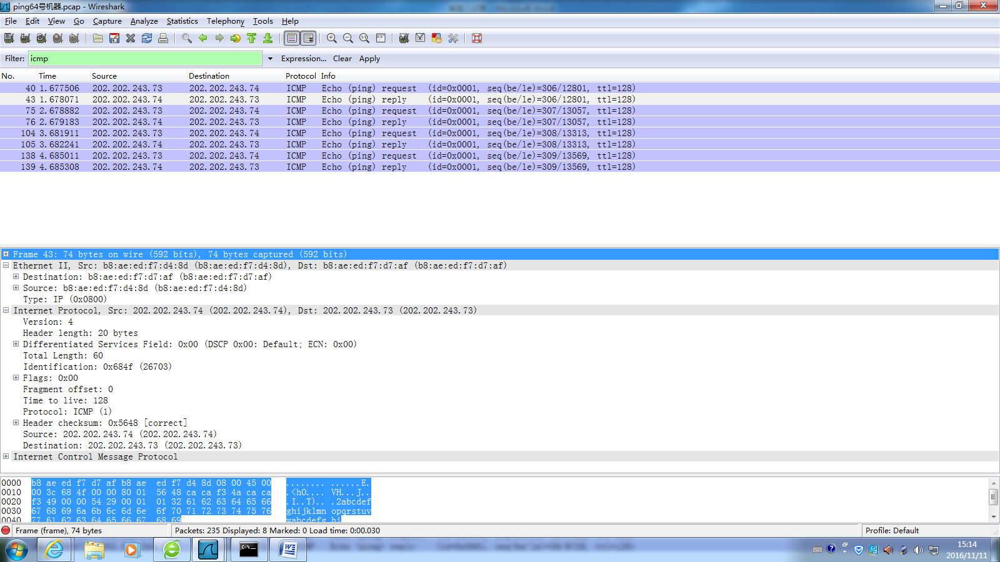 ping64号机器.pcap - Wireshark
File Edit View Go Capture Analyze Statistics Telephony Tools Help
Filter: icmp Expression... Clear Apply
No. Time Source Destination Protocol Info
40 1.677506 202.202.243.73 202.202.243.74 ICMP Echo (ping) request (id=0x0001, seq(be/le)=306/12801, ttl=128)
43 1.678071 202.202.243.74 202.202.243.73 ICMP Echo (ping) reply (id=0x0001, seq(be/le)=306/12801, ttl=128)
75 2.678882 202.202.243.73 202.202.243.74 ICMP Echo (ping) request (id=0x0001, seq(be/le)=307/13057, ttl=128)
76 2.679183 202.202.243.74 202.202.243.73 ICMP Echo (ping) reply (id=0x0001, seq(be/le)=307/13057, ttl=128)
104 3.681911 202.202.243.73 202.202.243.74 ICMP Echo (ping) request (id=0x0001, seq(be/le)=308/13313, ttl=128)
105 3.682241 202.202.243.74 202.202.243.73 ICMP Echo (ping) reply (id=0x0001, seq(be/le)=308/13313, ttl=128)
138 4.685011 202.202.243.73 202.202.243.74 ICMP Echo (ping) request (id=0x0001, seq(be/le)=309/13569, ttl=128)
139 4.685308 202.202.243.74 202.202.243.73 ICMP Echo (ping) reply (id=0x0001, seq(be/le)=309/13569, ttl=128)
Frame 43: 74 bytes on wire (592 bits), 74 bytes captured (592 bits)
Ethernet II, Src: b8:ae:ed:f7:d4:8d (b8:ae:ed:f7:d4:8d), Dst: b8:ae:ed:f7:d7:af (b8:ae:ed:f7:d7:af)
Destination: b8:ae:ed:f7:d7:af (b8:ae:ed:f7:d7:af)
Source: b8:ae:ed:f7:d4:8d (b8:ae:ed:f7:d4:8d)
Type: IP (0x0800)
Internet Protocol, Src: 202.202.243.74 (202.202.243.74), Dst: 202.202.243.73 (202.202.243.73)
Version: 4
Header length: 20 bytes
Differentiated Services Field: 0x00 (DSCP 0x00: Default; ECN: 0x00)
Total Length: 60
Identification: 0x684f (26703)
Flags: 0x00
Fragment offset: 0
Time to live: 128
Protocol: ICMP (1)
Header checksum: 0x5648 [correct]
Source: 202.202.243.74 (202.202.243.74)
Destination: 202.202.243.73 (202.202.243.73)
Internet Control Message Protocol
0000 b8 ae ed f7 d7 af b8 ae ed f7 d4 8d 08 00 45 00 ........ ......E.
0010 00 3c 68 4f 00 00 80 01 56 48 ca ca f3 4a ca ca .<hO.... VH...J..
0020 f3 49 00 00 54 29 00 01 01 32 61 62 63 64 65 66 .I..T).. .2abcdef
0030 67 68 69 6a 6b 6c 6d 6e 6f 70 71 72 73 74 75 76 ghijklmn opqrstuv
0040 77 61 62 63 64 65 66 67 68 69 wabcdefg hi
Frame (frame), 74 bytes Packets: 235 Displayed: 8 Marked: 0 Load time: 0:00.030 Profile: Default
15:14
2016/11/11